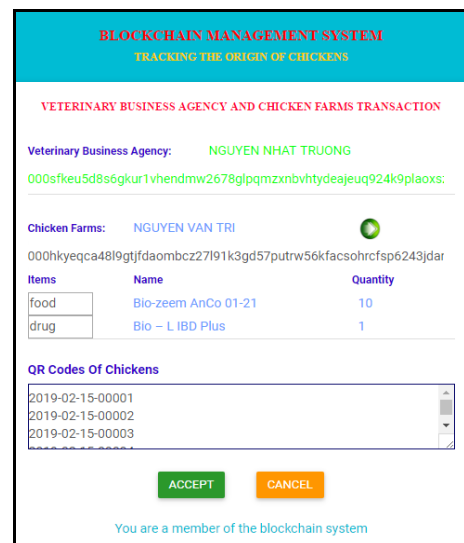 BLOCKCHAIN MANAGEMENT SYSTEM
TRACKING THE ORIGIN OF CHICKENS
VETERINARY BUSINESS AGENCY AND CHICKEN FARMS TRANSACTION
Veterinary Business Agency: NGUYEN NHAT TRUONG
000sfkeu5d8s6gkur1vhendmw2678glpqmzxnbvhtydeajeuq924k9plaoxs
Chicken Farms: NGUYEN VAN TRI
000hkyeqca48l9gtjfdaombcz27l91k3gd57putrw56kfacsohrcfsp6243jdar
Items Name Quantity
food Bio-zeem AnCo 01-21 10
drug Bio – L IBD Plus 1
QR Codes Of Chickens
2019-02-15-00001
2019-02-15-00002
2019-02-15-00003
ACCEPT CANCEL
You are a member of the blockchain system